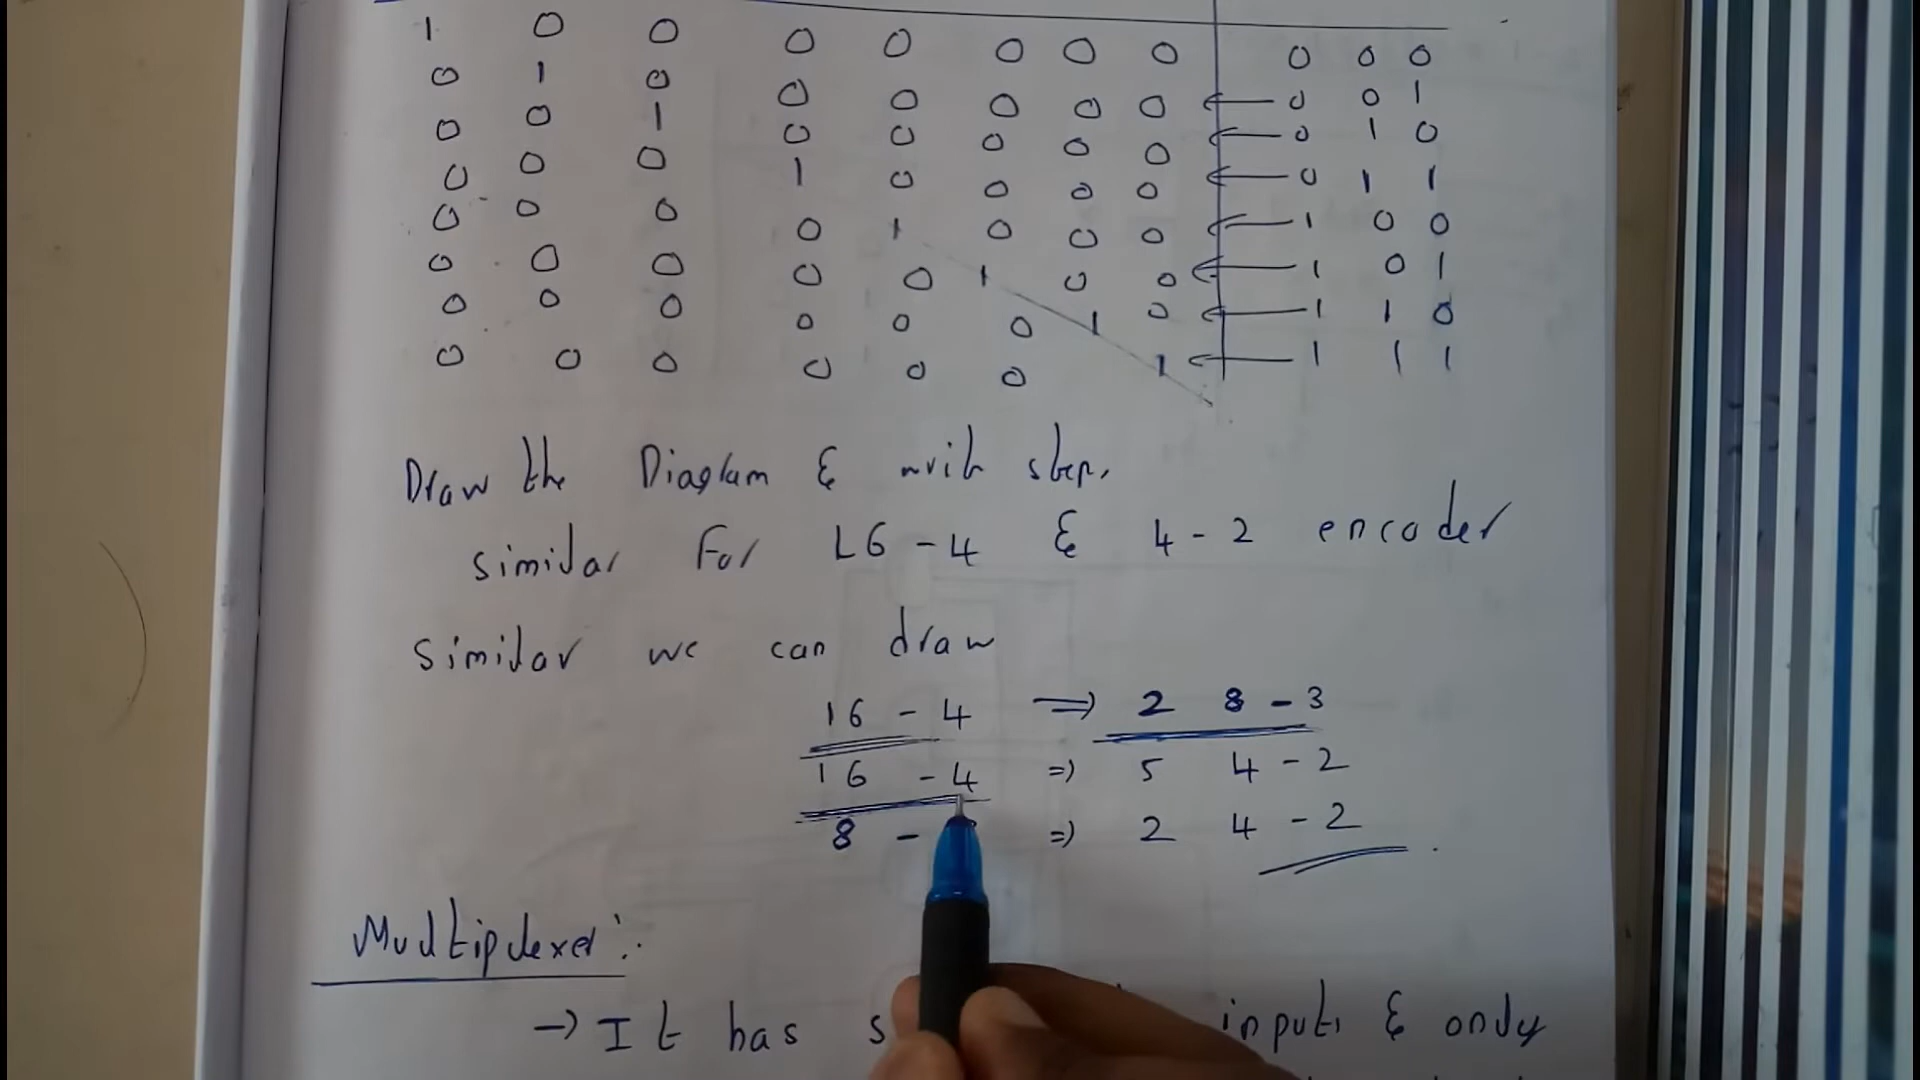 1 0 0 0 0 0 0 0 0 0 0
0 1 0 0 0 0 0 0 ← 0 0 1
0 0 1 0 0 0 0 0 ← 0 1 0
0 0 0 1 0 0 0 0 ← 0 1 1
0 0 0 0 1 0 0 0 ← 1 0 0
0 0 0 0 0 1 0 0 ← 1 0 1
0 0 0 0 0 0 1 0 ← 1 1 0
0 0 0 0 0 0 1 ← 1 1 1
Draw the Diagram & step.
similar For 16 - 4 & 4 - 2 encoder
similar we can draw
16 - 4 => 2 8 - 3
16 - 4 => 5 4 - 2
8 - => 2 4 - 2
Multiplexer :
→ It has inputs & only